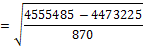 = √((4555485 − 4473225) / 870)